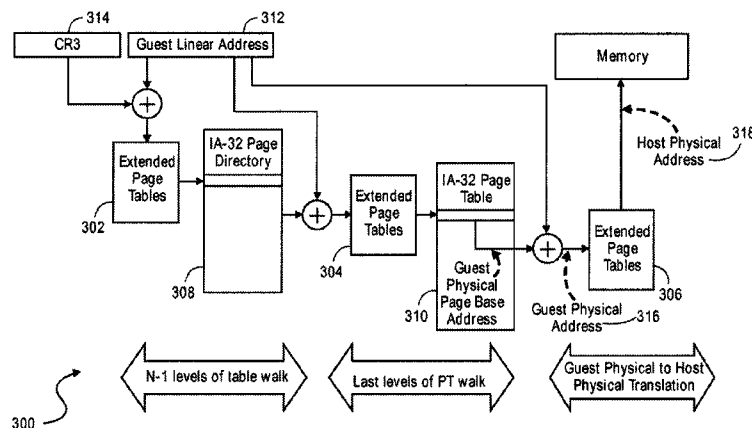 314
312
CR3
Guest Linear Address
Memory
Host Physical
Address
318
Extended
Page
Tables
302
IA-32 Page
Directory
308
Extended
Page
Tables
304
IA-32 Page
Table
310
Guest
Physical
Page Base
Address
Extended
Page
Tables
306
Guest Physical
Address
316
N-1 levels of table walk
Last levels of PT walk
Guest Physical to Host
Physical Translation
300